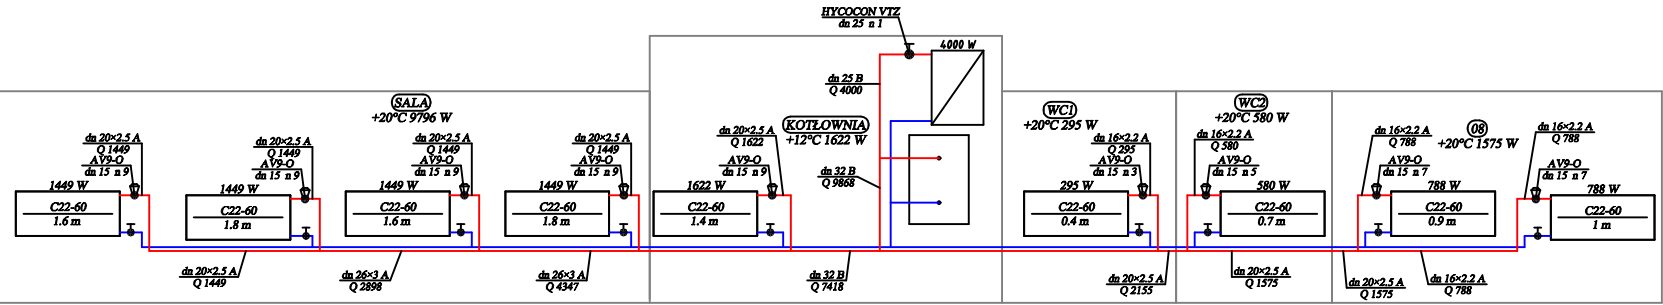 HYCOCON VTZ
dn 25 n 1
4000 W
dn 25 B
Q 4000
SALA
+20°C 9796 W
KOTŁOWNIA
+12°C 1622 W
WC1
+20°C 295 W
WC2
+20°C 580 W
08
+20°C 1575 W
dn 20×2.5 A
Q 1449
AV9-O
dn 15 n 9
1449 W
C22-60
1.6 m
dn 20×2.5 A
Q 1449
AV9-O
dn 15 n 9
1449 W
C22-60
1.8 m
dn 20×2.5 A
Q 1449
AV9-O
dn 15 n 9
1449 W
C22-60
1.6 m
dn 20×2.5 A
Q 1449
AV9-O
dn 15 n 9
1449 W
C22-60
1.8 m
dn 20×2.5 A
Q 1622
AV9-O
dn 15 n 9
1622 W
C22-60
1.4 m
dn 32 B
Q 9868
dn 16×2.2 A
Q 295
AV9-O
dn 15 n 3
295 W
C22-60
0.4 m
dn 16×2.2 A
Q 580
AV9-O
dn 15 n 5
580 W
C22-60
0.7 m
dn 16×2.2 A
Q 788
AV9-O
dn 15 n 7
788 W
C22-60
0.9 m
dn 16×2.2 A
Q 788
AV9-O
dn 15 n 7
788 W
C22-60
1 m
dn 20×2.5 A
Q 1449
dn 26×3 A
Q 2898
dn 26×3 A
Q 4347
dn 32 B
Q 7418
dn 20×2.5 A
Q 2155
dn 20×2.5 A
Q 1575
dn 20×2.5 A
Q 1575
dn 16×2.2 A
Q 788